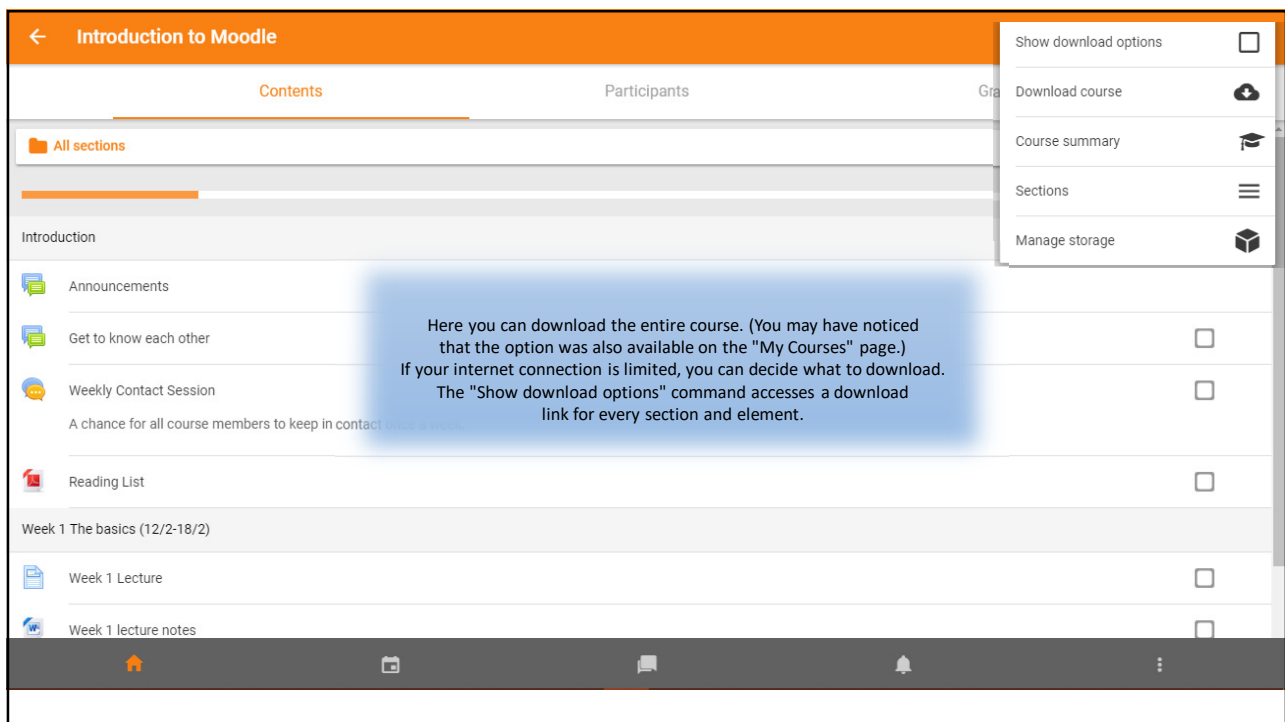 Introduction to Moodle
Show download options
Contents
Participants
Gra
Download course
All sections
Course summary
Sections
Introduction
Manage storage
Announcements
Here you can download the entire course. (You may have noticed
that the option was also available on the "My Courses" page.)
If your internet connection is limited, you can decide what to download.
The "Show download options" command accesses a download
link for every section and element.
Get to know each other
Weekly Contact Session
A chance for all course members to keep in contact once a week.
Reading List
Week 1 The basics (12/2-18/2)
Week 1 Lecture
Week 1 lecture notes